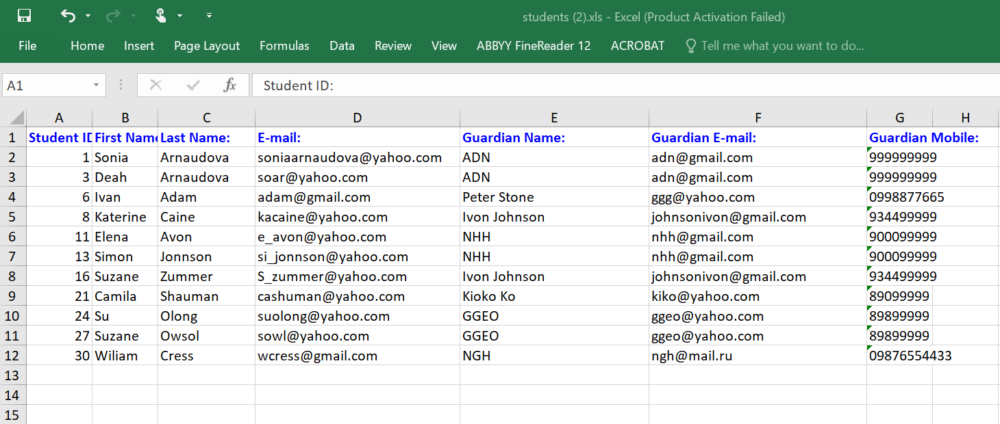 students (2).xls - Excel (Product Activation Failed)
File Home Insert Page Layout Formulas Data Review View ABBYY FineReader 12 ACROBAT Tell me what you want to do...
A1 fx Student ID:
A B C D E F G H
1 Student ID First Name Last Name: E-mail: Guardian Name: Guardian E-mail: Guardian Mobile:
2 1 Sonia Arnaudova soniaarnaudova@yahoo.com ADN adn@gmail.com 999999999
3 3 Deah Arnaudova soar@yahoo.com ADN adn@gmail.com 999999999
4 6 Ivan Adam adam@gmail.com Peter Stone ggg@yahoo.com 0998877665
5 8 Katerine Caine kacaine@yahoo.com Ivon Johnson johnsonivon@gmail.com 934499999
6 11 Elena Avon e_avon@yahoo.com NHH nhh@gmail.com 900099999
7 13 Simon Jonnson si_jonnson@yahoo.com NHH nhh@gmail.com 900099999
8 16 Suzane Zummer S_zummer@yahoo.com Ivon Johnson johnsonivon@gmail.com 934499999
9 21 Camila Shauman cashuman@yahoo.com Kioko Ko kiko@yahoo.com 89099999
10 24 Su Olong suolong@yahoo.com GGEO ggeo@yahoo.com 89899999
11 27 Suzane Owsol sowl@yahoo.com GGEO ggeo@yahoo.com 89899999
12 30 Wiliam Cress wcress@gmail.com NGH ngh@mail.ru 09876554433
13
14
15